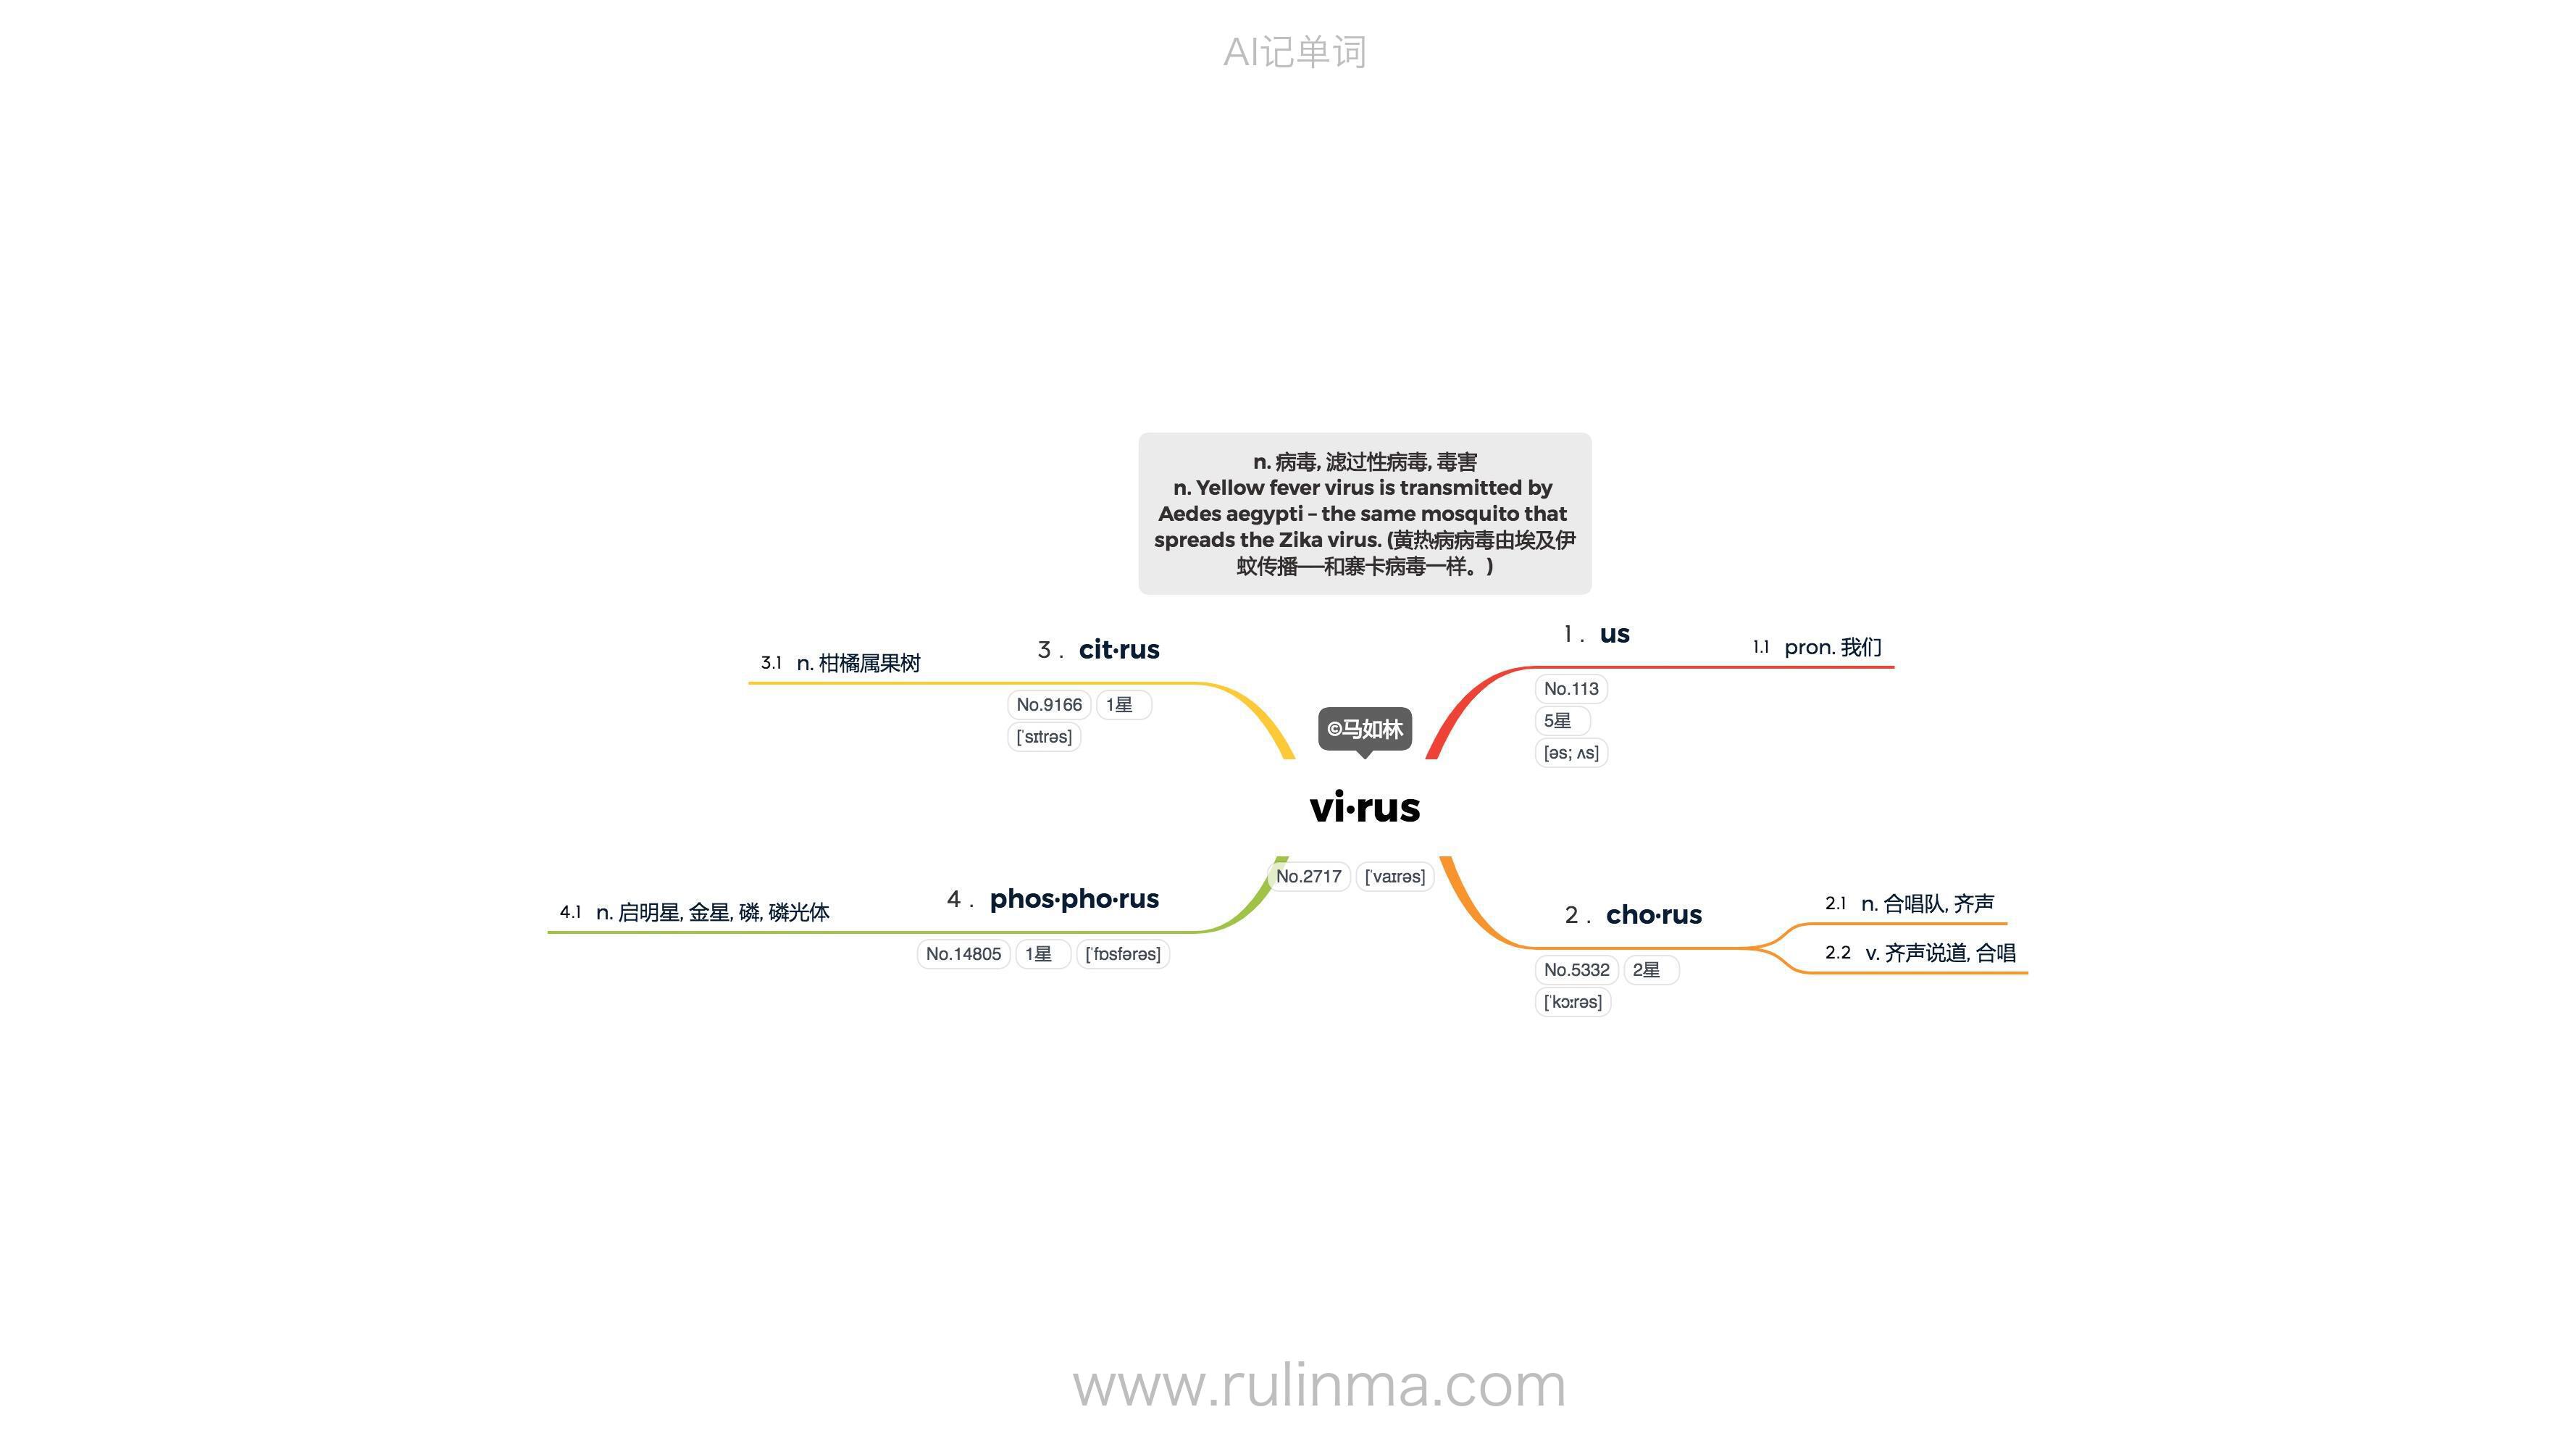 AI记单词
n. 病毒, 滤过性病毒, 毒害
n. Yellow fever virus is transmitted by
Aedes aegypti – the same mosquito that
spreads the Zika virus. (黄热病病毒由埃及伊
蚊传播——和寨卡病毒一样。)
©马如林
vi·rus
No.2717 [ˈvaɪrəs]
1 . us
No.113
5星
[əs; ʌs]
1.1 pron. 我们
2 . cho·rus
No.5332 2星
[ˈkɔːrəs]
2.1 n. 合唱队, 齐声
2.2 v. 齐声说道, 合唱
3 . cit·rus
No.9166 1星
[ˈsɪtrəs]
3.1 n. 柑橘属果树
4 . phos·pho·rus
No.14805 1星 [ˈfɒsfərəs]
4.1 n. 启明星, 金星, 磷, 磷光体
www.rulinma.com